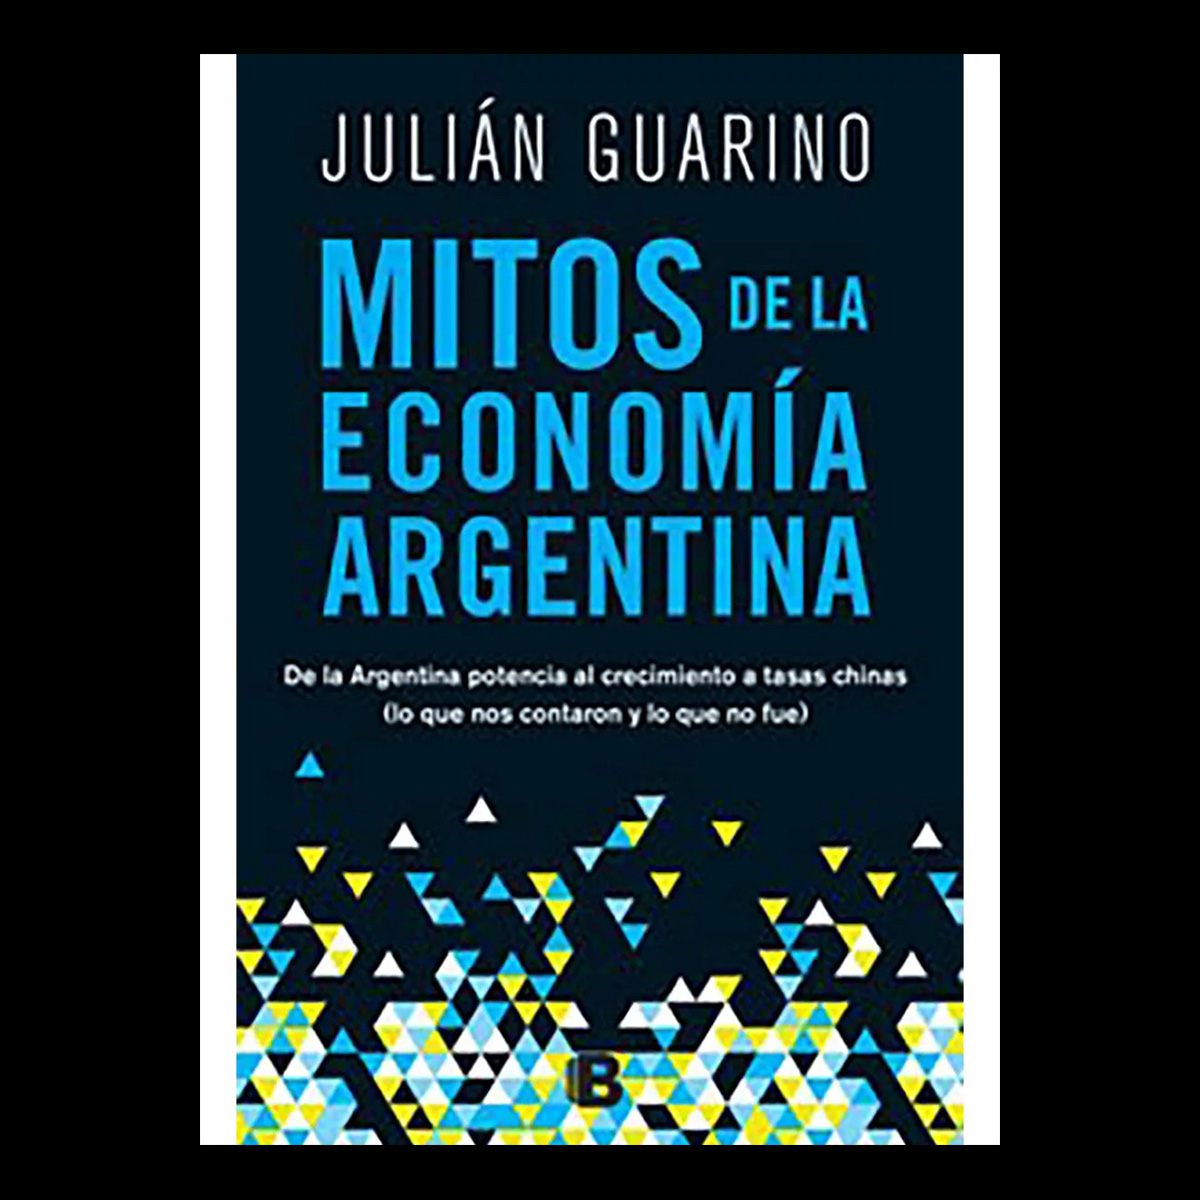 JULIÁN GUARINO
MITOS DE LA
ECONOMÍA
ARGENTINA
De la Argentina potencia al crecimiento a tasas chinas
(lo que nos contaron y lo que no fue)
B